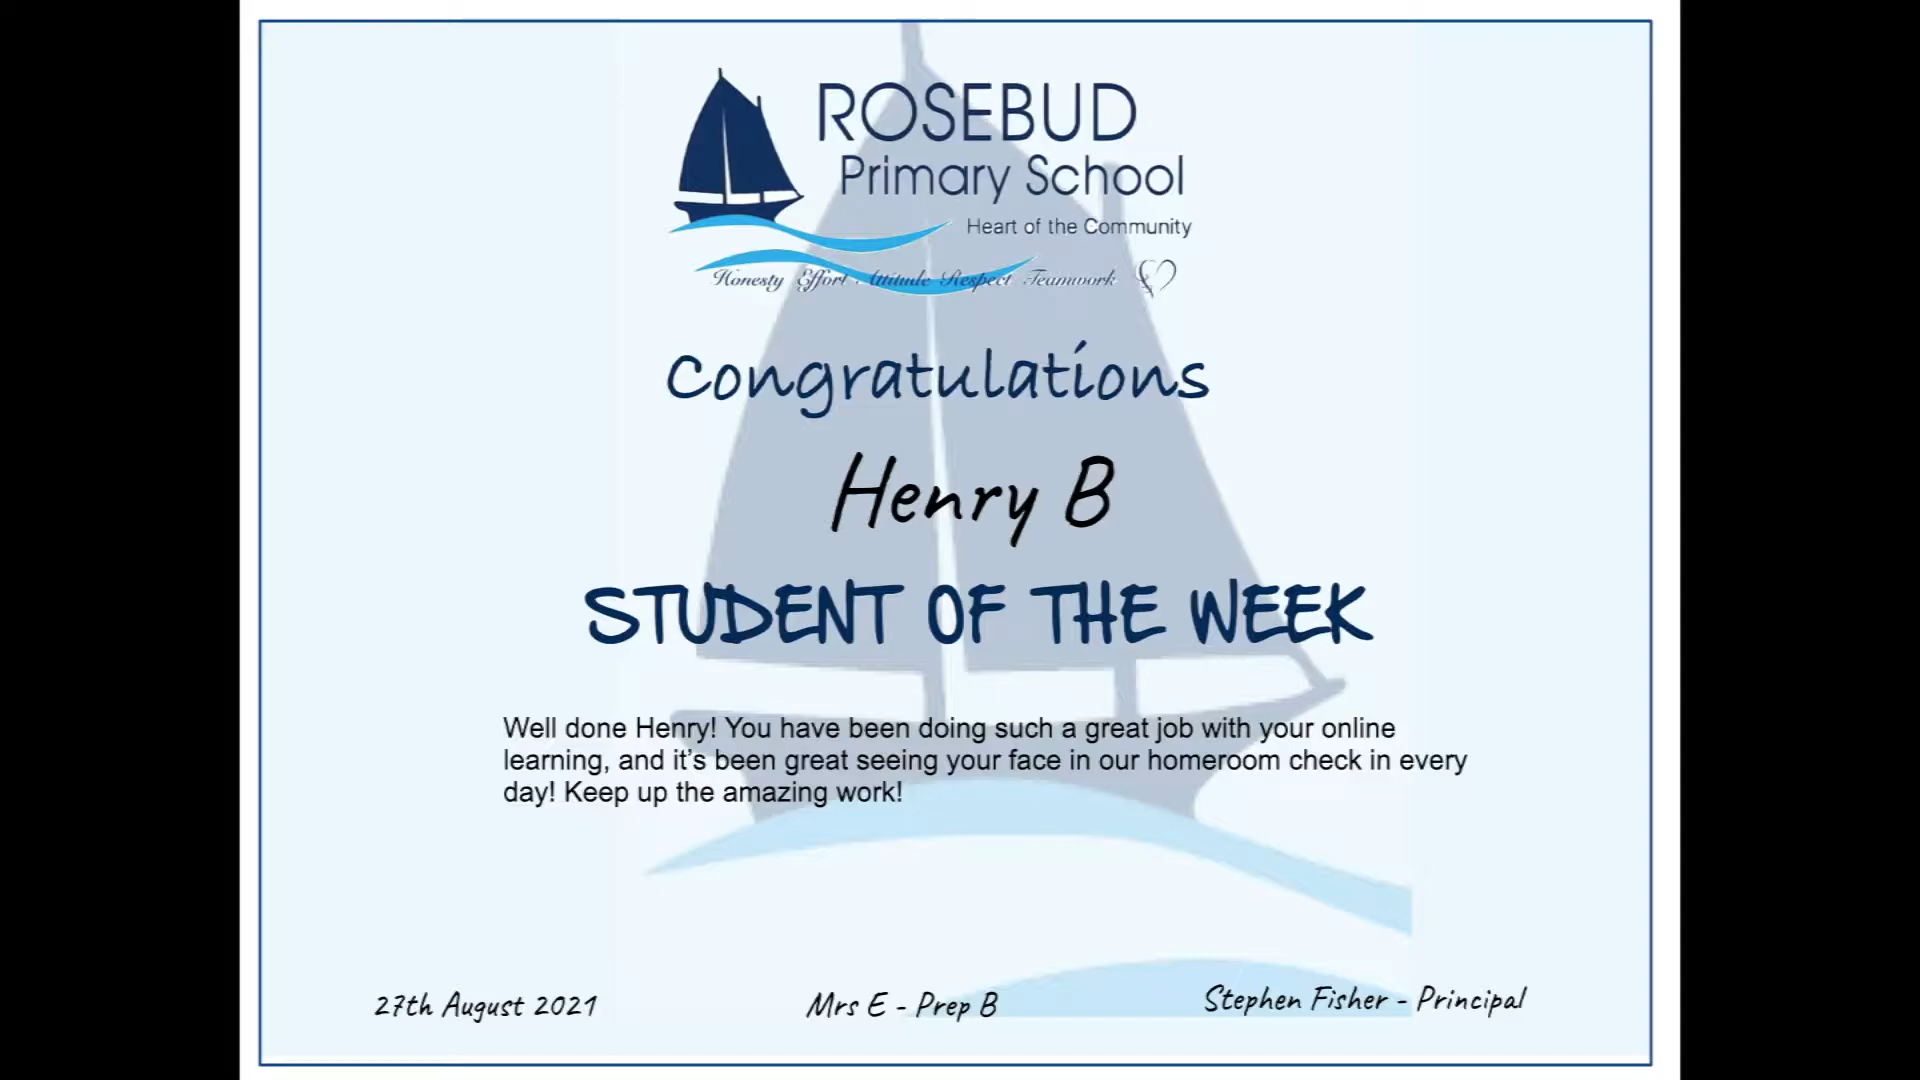 ROSEBUD
Primary School
Heart of the Community
Honesty Effort Attitude Respect Teamwork
Congratulations
Henry B
STUDENT OF THE WEEK
Well done Henry! You have been doing such a great job with your online
learning, and it’s been great seeing your face in our homeroom check in every
day! Keep up the amazing work!
27th August 2021
Mrs E - Prep B
Stephen Fisher - Principal